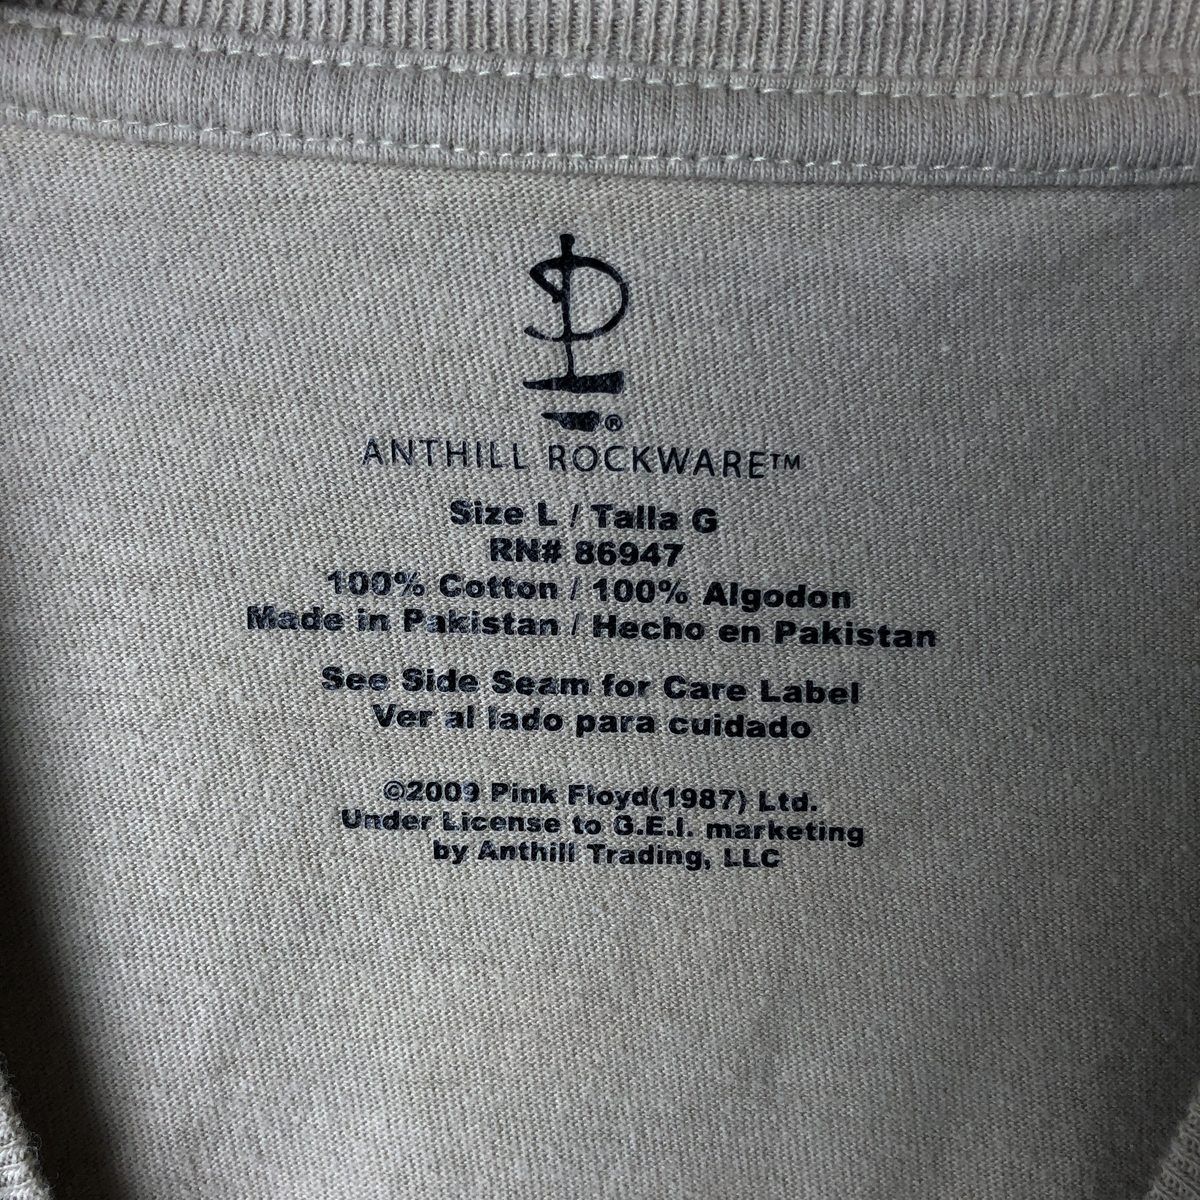 ®
ANTHILL ROCKWARE™
Size L / Talla G
RN# 86947
100% Cotton / 100% Algodon
Made in Pakistan / Hecho en Pakistan
See Side Seam for Care Label
Ver al lado para cuidado
©2009 Pink Floyd(1987) Ltd.
Under License to G.E.I. marketing
by Anthill Trading, LLC